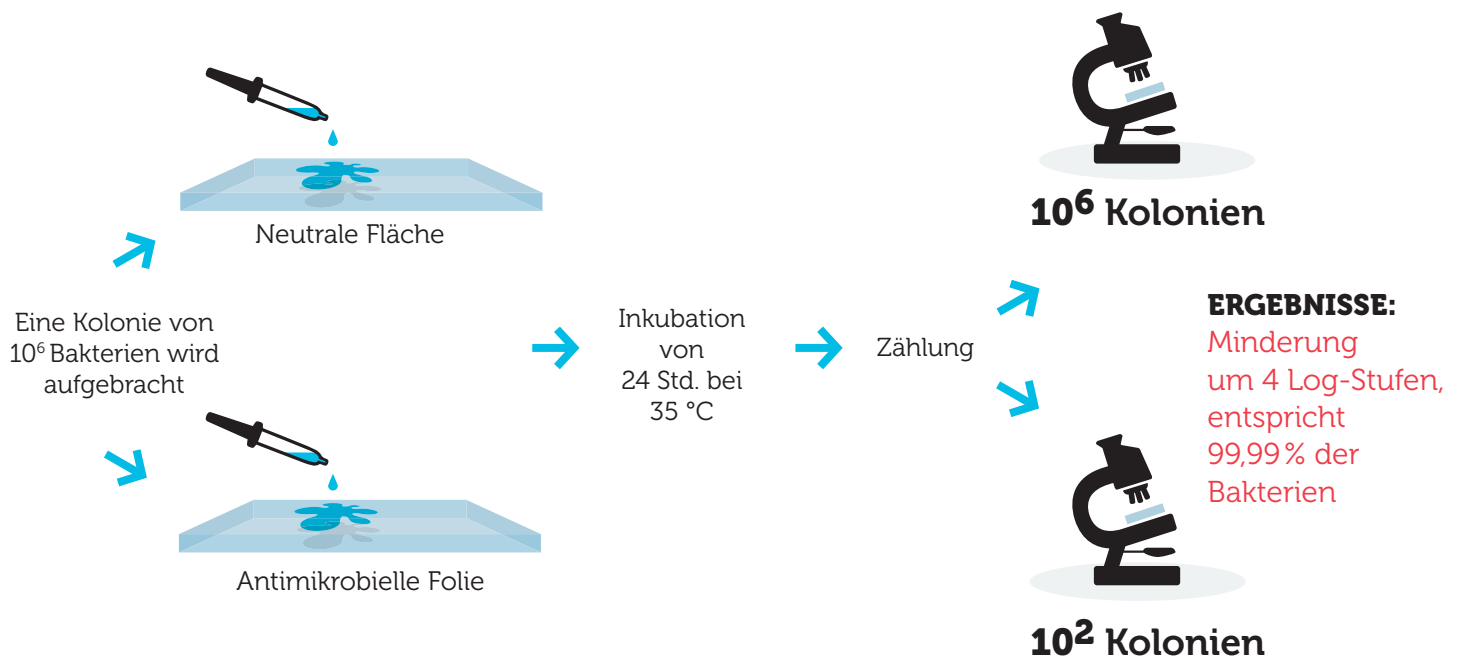 Eine Kolonie von
10⁶ Bakterien wird
aufgebracht
Neutrale Fläche
Antimikrobielle Folie
Inkubation
von
24 Std. bei
35 °C
Zählung
10⁶ Kolonien
ERGEBNISSE:
Minderung
um 4 Log-Stufen,
entspricht
99,99 % der
Bakterien
10² Kolonien